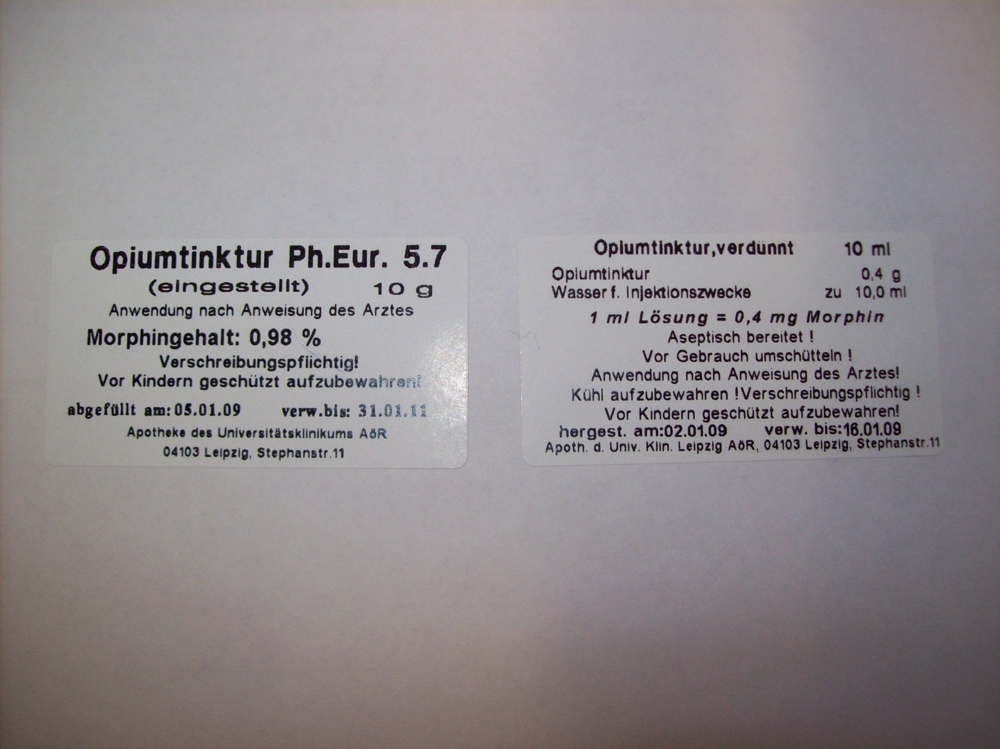 Opiumtinktur Ph.Eur. 5.7
(eingestellt) 10 g
Anwendung nach Anweisung des Arztes
Morphingehalt: 0,98 %
Verschreibungspflichtig!
Vor Kindern geschützt aufzubewahren!
abgefüllt am: 05.01.09 verw.bis: 31.01.11
Apotheke des Universitätsklinikums AöR
04103 Leipzig, Stephanstr.11
Opiumtinktur,verdünnt 10 ml
Opiumtinktur 0,4 g
Wasser f. Injektionszwecke zu 10,0 ml
1 ml Lösung = 0,4 mg Morphin
Aseptisch bereitet !
Vor Gebrauch umschütteln !
Anwendung nach Anweisung des Arztes!
Kühl aufzubewahren !Verschreibungspflichtig !
Vor Kindern geschützt aufzubewahren!
hergest. am:02.01.09 verw. bis:16.01.09
Apoth. d. Univ. Klin. Leipzig AöR, 04103 Leipzig, Stephanstr.11